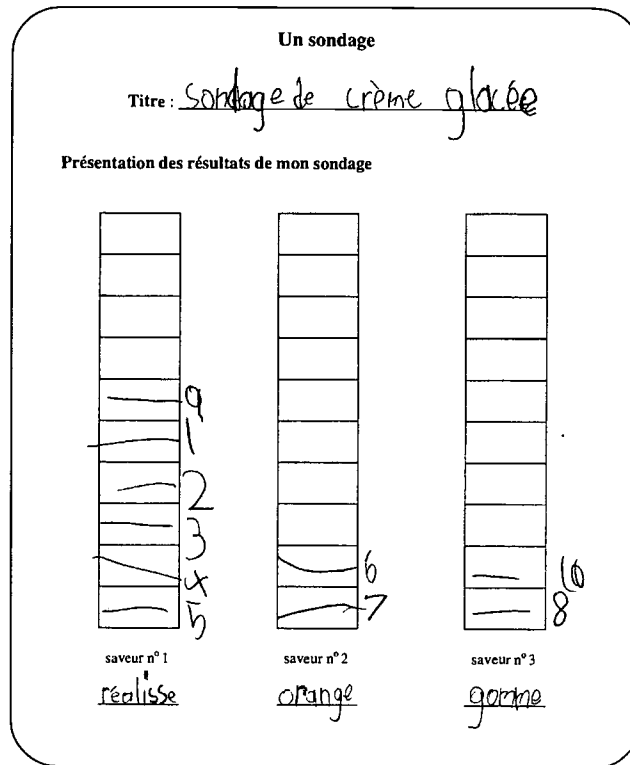 Un sondage
Titre : sondage de crème glacée
Présentation des résultats de mon sondage
9
1
2
3
4 6 10
5 7 8
saveur n° 1 saveur n° 2 saveur n° 3
réalisse orange gomme